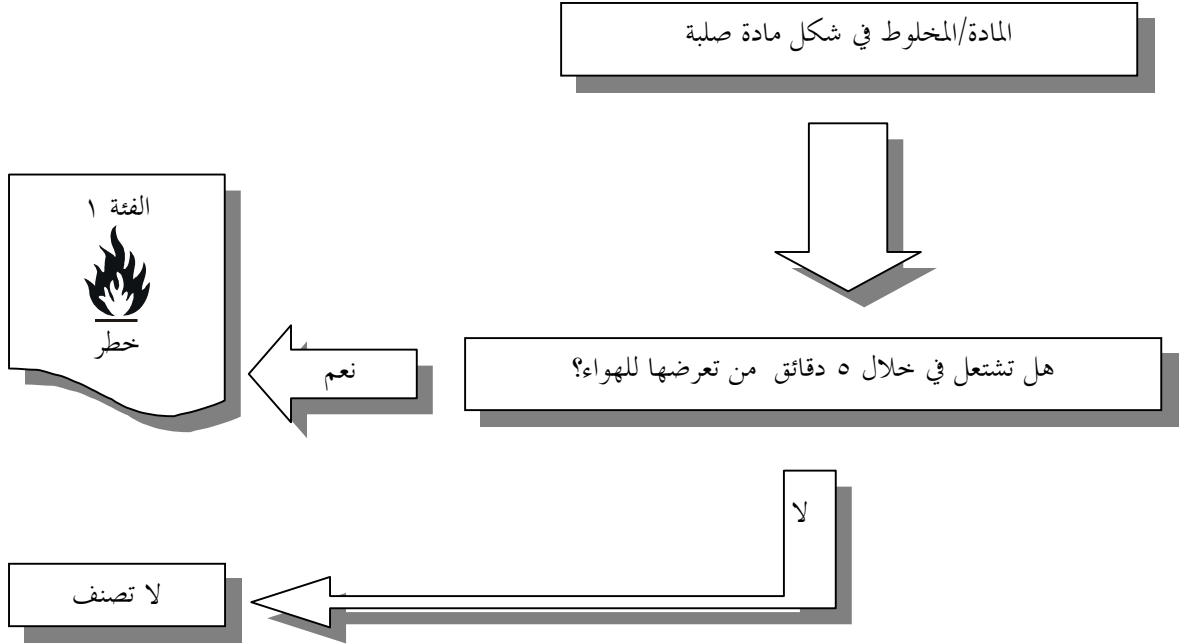 المادة/المخلوط في شكل مادة صلبة
هل تشتعل في خلال ٥ دقائق من تعرضها للهواء؟
نعم
الفئة ١
خطر
لا
لا تصنف